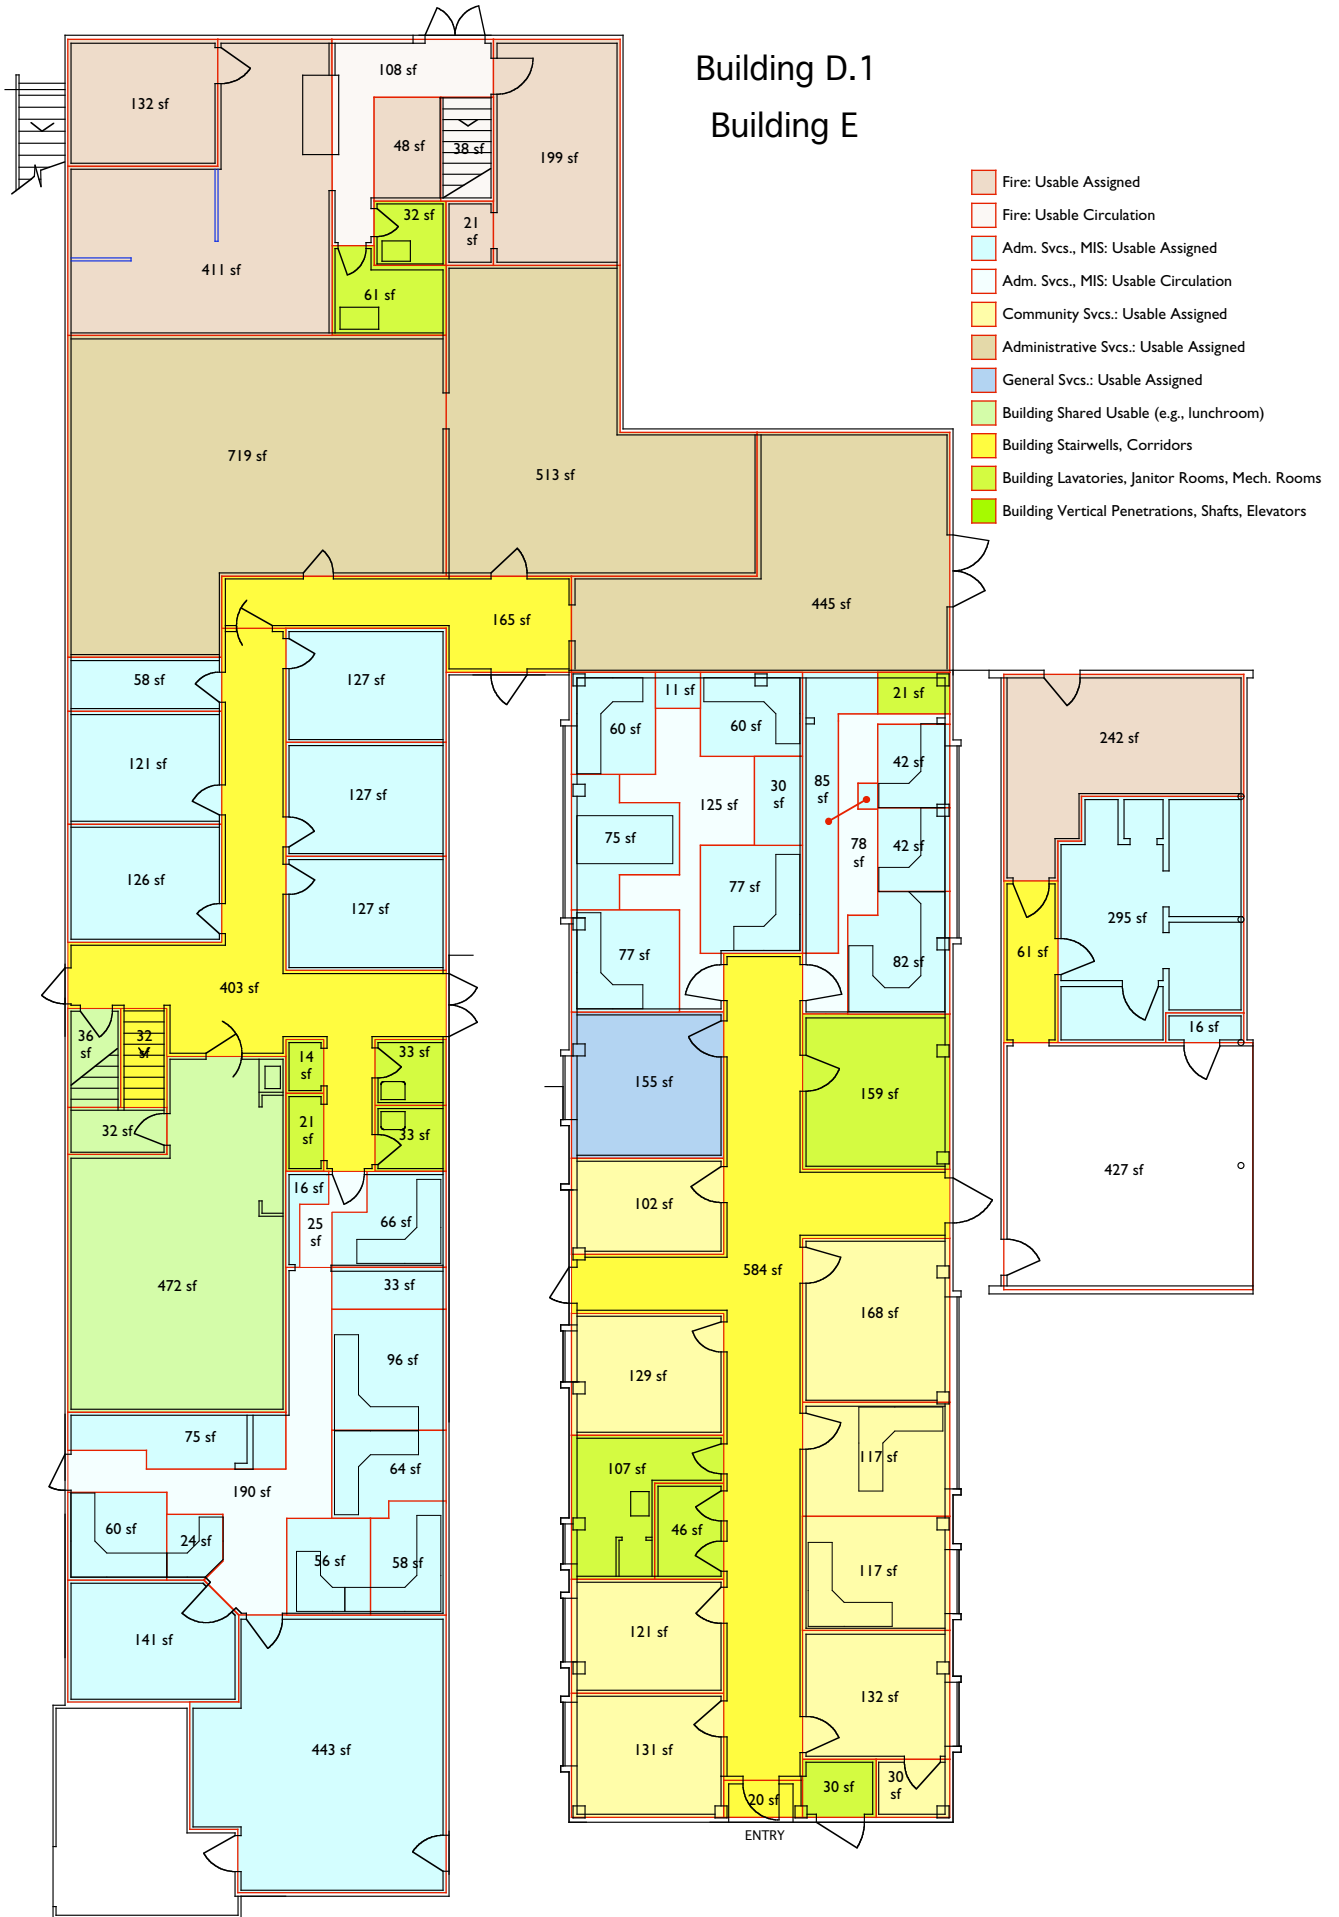 Building D.1
Building E
Fire: Usable Assigned
Fire: Usable Circulation
Adm. Svcs., MIS: Usable Assigned
Adm. Svcs., MIS: Usable Circulation
Community Svcs.: Usable Assigned
Administrative Svcs.: Usable Assigned
General Svcs.: Usable Assigned
Building Shared Usable (e.g., lunchroom)
Building Stairwells, Corridors
Building Lavatories, Janitor Rooms, Mech. Rooms
Building Vertical Penetrations, Shafts, Elevators
108 sf
132 sf
48 sf
38 sf
199 sf
32 sf
21
sf
411 sf
61 sf
719 sf
513 sf
445 sf
165 sf
58 sf
127 sf
121 sf
127 sf
126 sf
127 sf
403 sf
36
sf
32
sf
14
sf
33 sf
32 sf
21
sf
33 sf
16 sf
25
sf
66 sf
472 sf
33 sf
96 sf
75 sf
64 sf
190 sf
60 sf
24 sf
56 sf
58 sf
141 sf
443 sf
11 sf
21 sf
60 sf
60 sf
42 sf
85
sf
30
sf
125 sf
75 sf
78
sf
42 sf
77 sf
77 sf
82 sf
155 sf
159 sf
102 sf
584 sf
168 sf
129 sf
117 sf
107 sf
46 sf
117 sf
121 sf
132 sf
131 sf
20 sf
30 sf
30
sf
ENTRY
242 sf
295 sf
61 sf
16 sf
427 sf